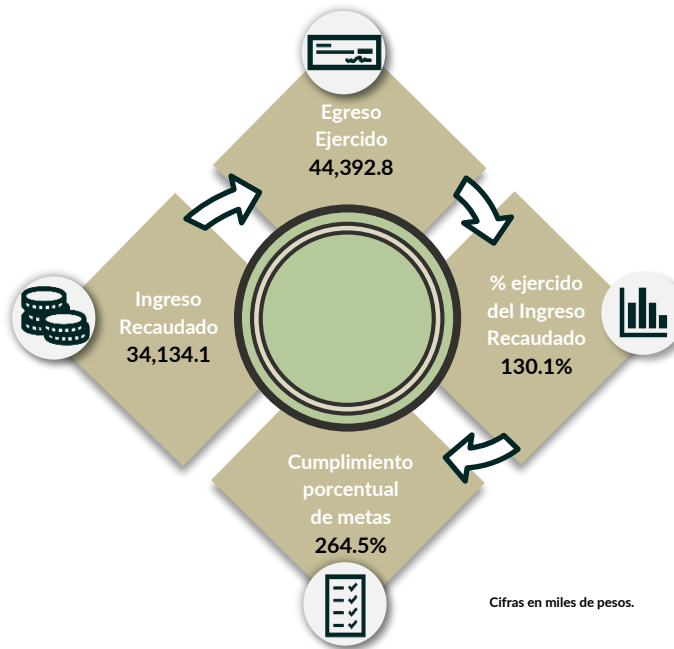 Egreso
Ejercido
44,392.8
Ingreso
Recaudado
34,134.1
% ejercido
del Ingreso
Recaudado
130.1%
Cumplimiento
porcentual
de metas
264.5%
Cifras en miles de pesos.